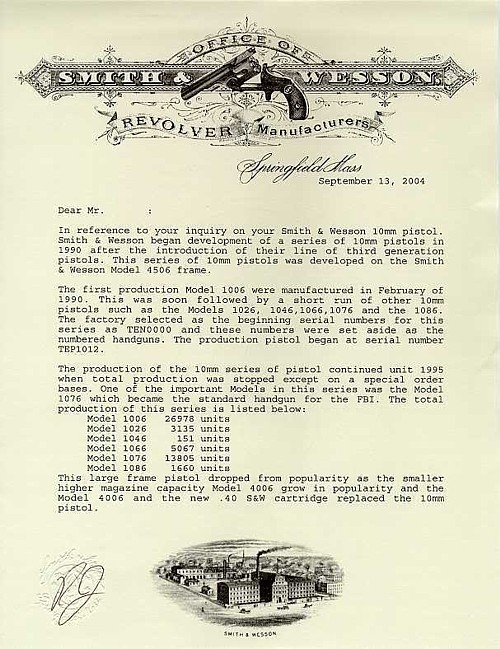 OFFICE OF
SMITH & WESSON.
REVOLVER Manufacturers
Springfield Mass
September 13, 2004
Dear Mr. :
In reference to your inquiry on your Smith & Wesson 10mm pistol.
Smith & Wesson began development of a series of 10mm pistols in
1990 after the introduction of their line of third generation
pistols. This series of 10mm pistols was developed on the Smith
& Wesson Model 4506 frame.
The first production Model 1006 were manufactured in February of
1990. This was soon followed by a short run of other 10mm
pistols such as the Models 1026, 1046,1066,1076 and the 1086.
The factory selected as the beginning serial numbers for this
series as TEN0000 and these numbers were set aside as the
numbered handguns. The production pistol began at serial number
TEP1012.
The production of the 10mm series of pistol continued unit 1995
when total production was stopped except on a special order
bases. One of the important Models in this series was the Model
1076 which became the standard handgun for the FBI. The total
production of this series is listed below:
Model 1006 26978 units
Model 1026 3135 units
Model 1046 151 units
Model 1066 5067 units
Model 1076 13805 units
Model 1086 1660 units
This large frame pistol dropped from popularity as the smaller
higher magazine capacity Model 4006 grow in popularity and the
Model 4006 and the new .40 S&W cartridge replaced the 10mm
pistol.
SMITH & WESSON